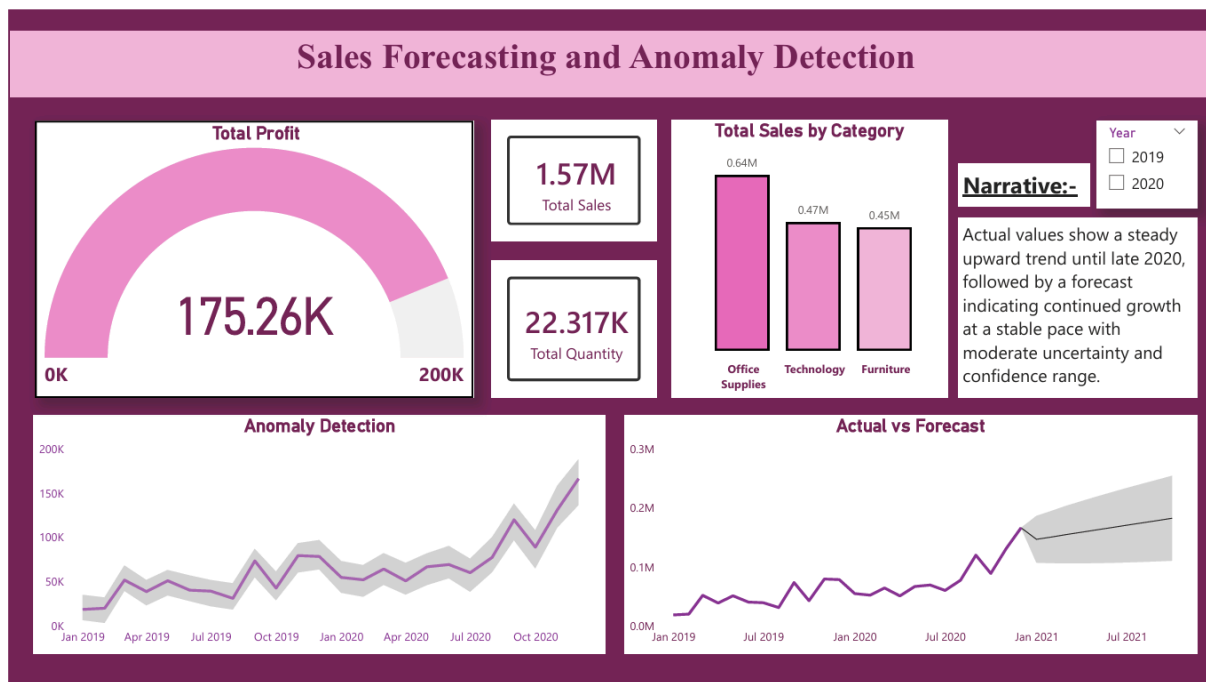 Sales Forecasting and Anomaly Detection
Total Profit
175.26K
0K
200K
1.57M
Total Sales
22.317K
Total Quantity
Total Sales by Category
0.64M
0.47M
0.45M
Office
Supplies
Technology
Furniture
Narrative:-
Year
2019
2020
Actual values show a steady
upward trend until late 2020,
followed by a forecast
indicating continued growth
at a stable pace with
moderate uncertainty and
confidence range.
Anomaly Detection
200K
150K
100K
50K
0K
Jan 2019
Apr 2019
Jul 2019
Oct 2019
Jan 2020
Apr 2020
Jul 2020
Oct 2020
Actual vs Forecast
0.3M
0.2M
0.1M
0.0M
Jan 2019
Jul 2019
Jan 2020
Jul 2020
Jan 2021
Jul 2021